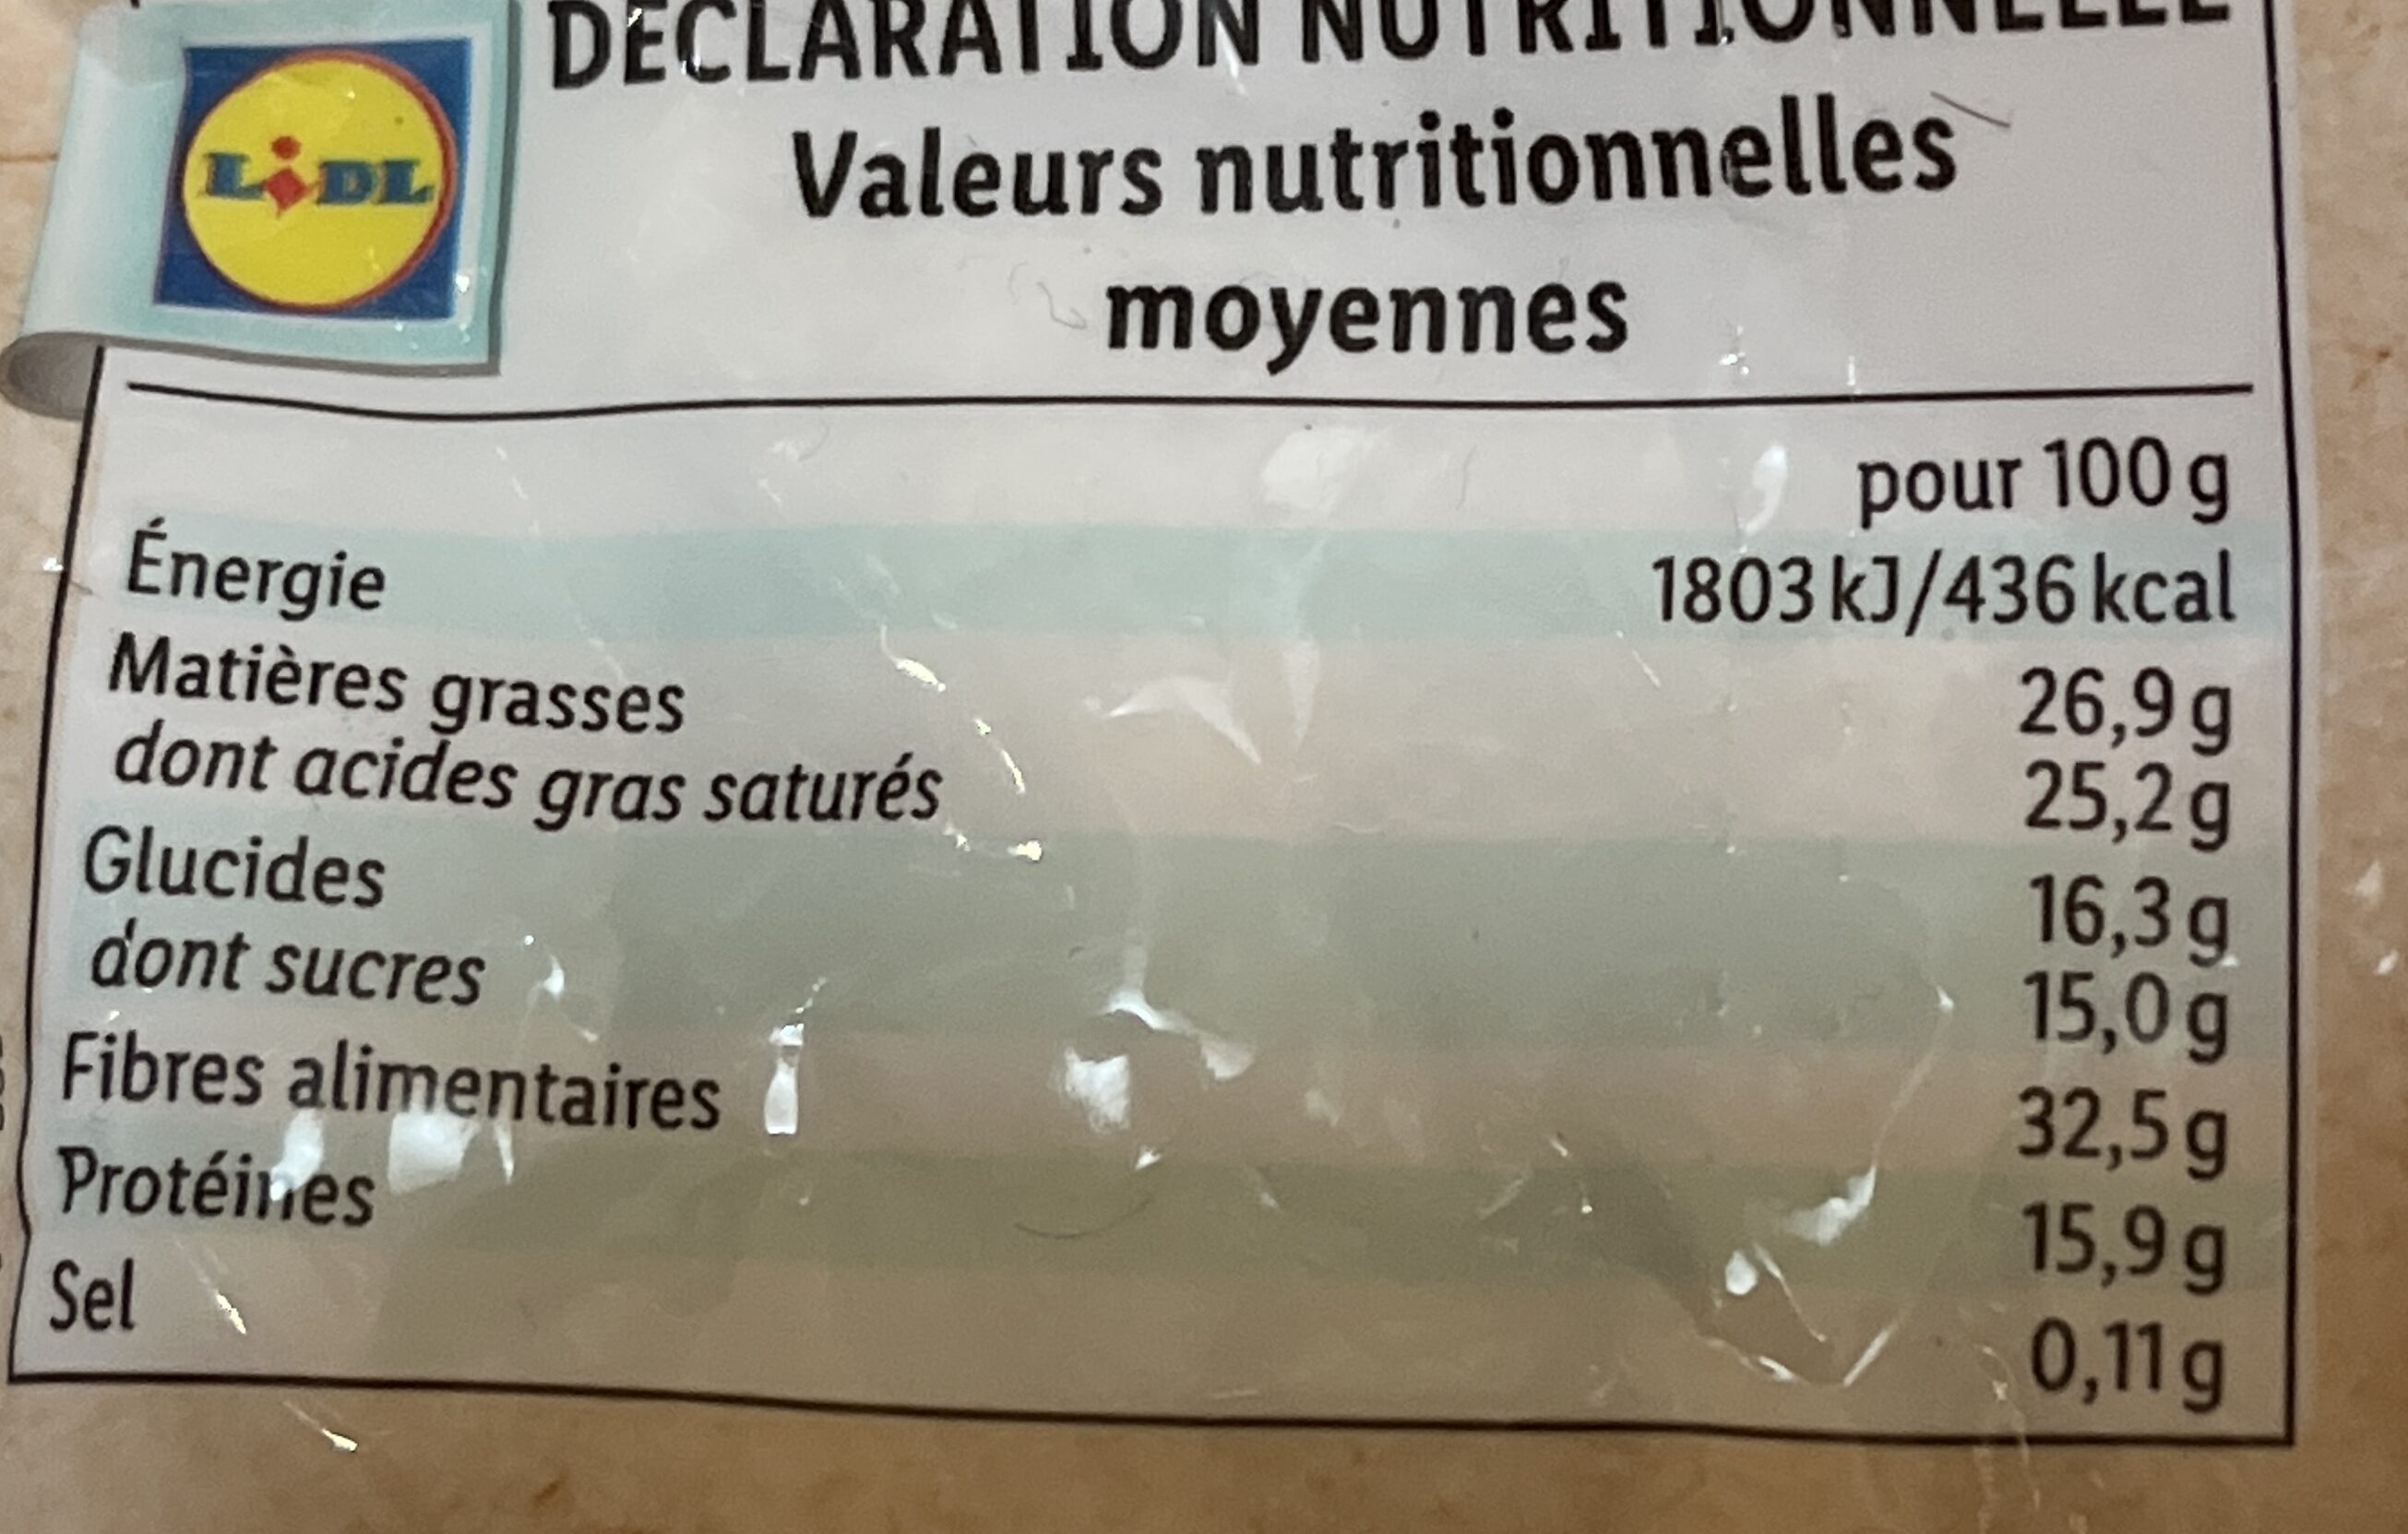 LIDL
DÉCLARATION NUTRITIONNELLE
Valeurs nutritionnelles
moyennes
pour 100 g
Énergie 1803 kJ/436 kcal
Matières grasses 26,9 g
dont acides gras saturés 25,2 g
Glucides 16,3 g
dont sucres 15,0 g
Fibres alimentaires 32,5 g
Protéines 15,9 g
Sel 0,11 g